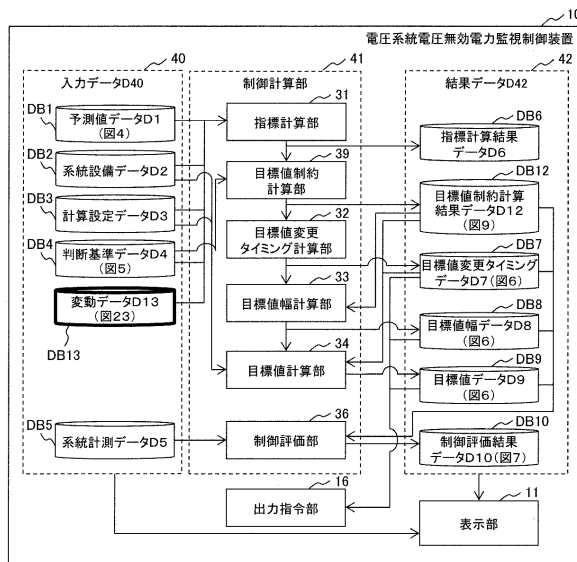 10
電圧系統電圧無効電力監視制御装置
40
入力データD40
DB1
予測値データD1
(図4)
DB2
系統設備データD2
DB3
計算設定データD3
DB4
判断基準データD4
(図5)
変動データD13
(図23)
DB13
DB5
系統計測データD5
41
制御計算部
31
指標計算部
39
目標値制約
計算部
32
目標値変更
タイミング計算部
33
目標値幅計算部
34
目標値計算部
36
制御評価部
16
出力指令部
42
結果データD42
DB6
指標計算結果
データD6
DB12
目標値制約計算
結果データD12
(図9)
DB7
目標値変更タイミング
データD7(図6)
DB8
目標値幅データD8
(図6)
DB9
目標値データD9
(図6)
DB10
制御評価結果
データD10(図7)
11
表示部